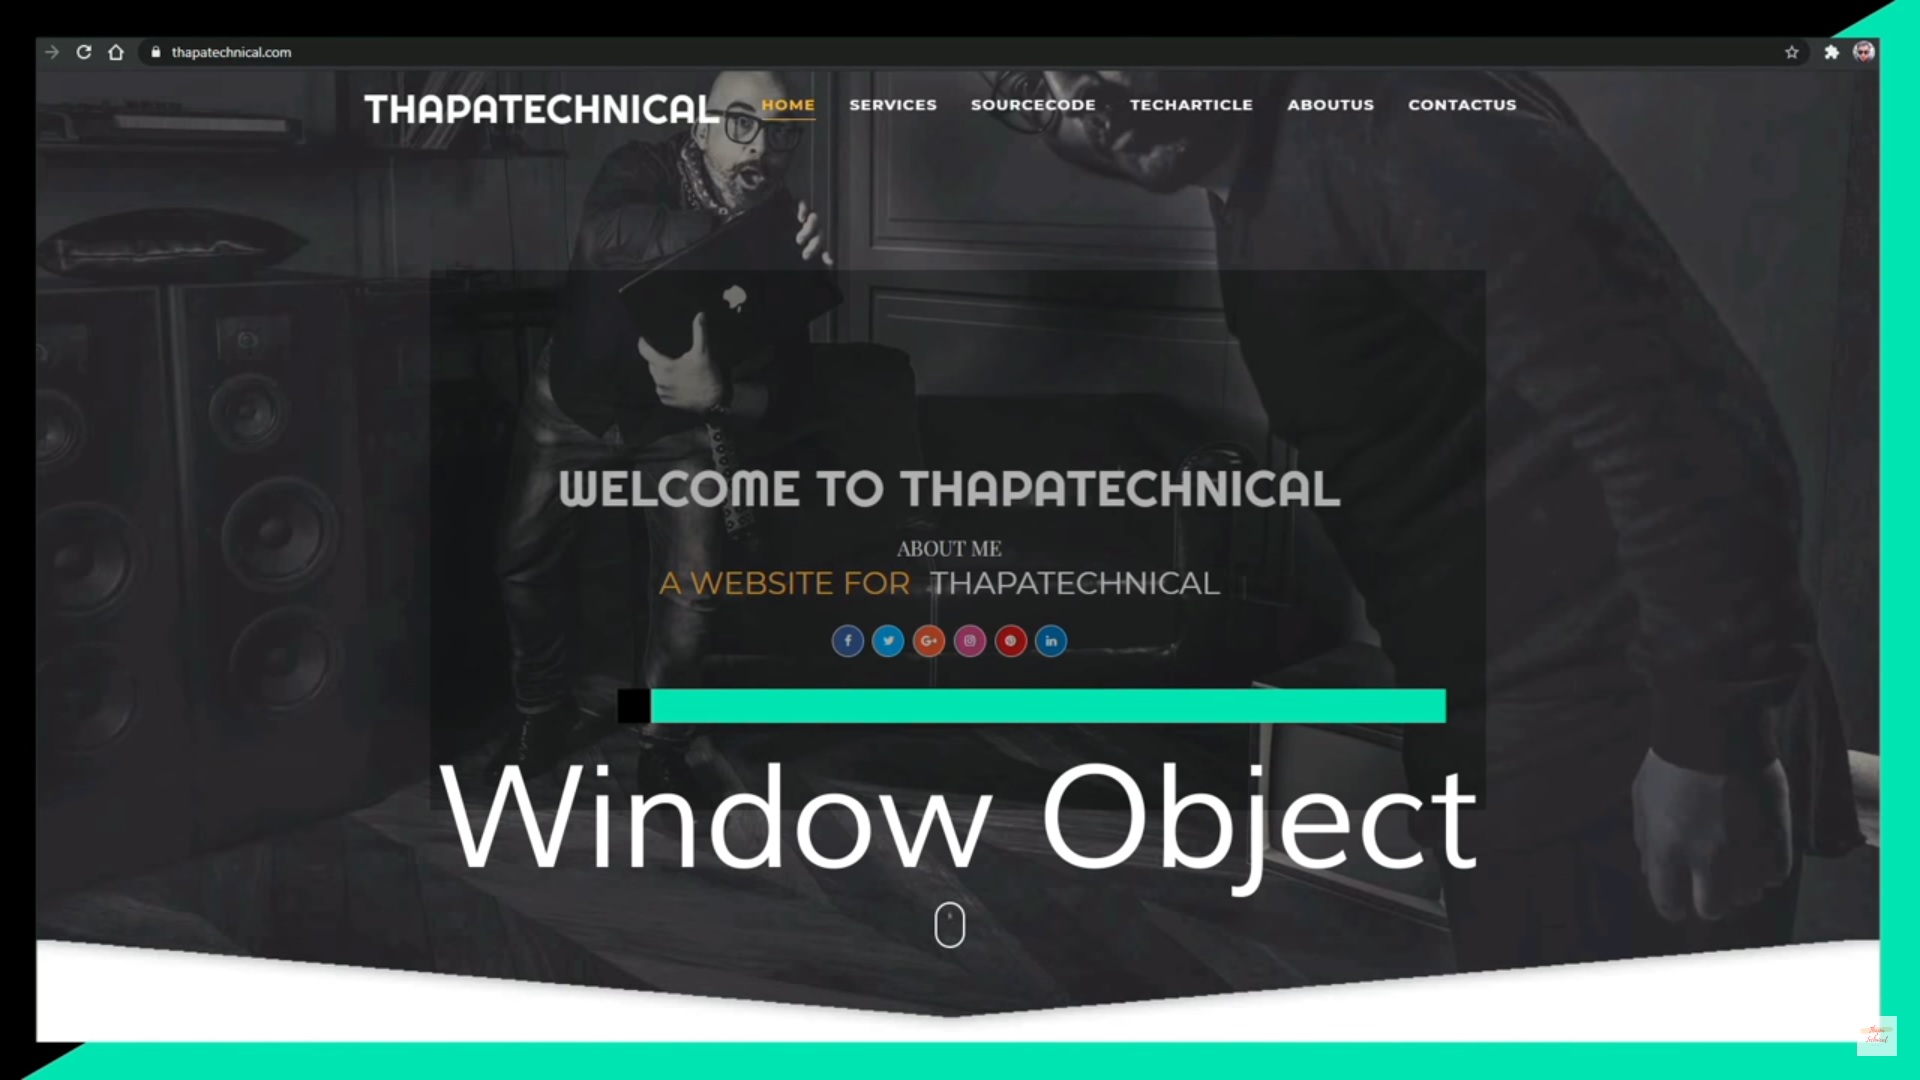 thapatechnical.com
THAPATECHNICAL HOME SERVICES SOURCECODE TECHARTICLE ABOUTUS CONTACTUS
WELCOME TO THAPATECHNICAL
ABOUT ME
A WEBSITE FOR THAPATECHNICAL
Window Object